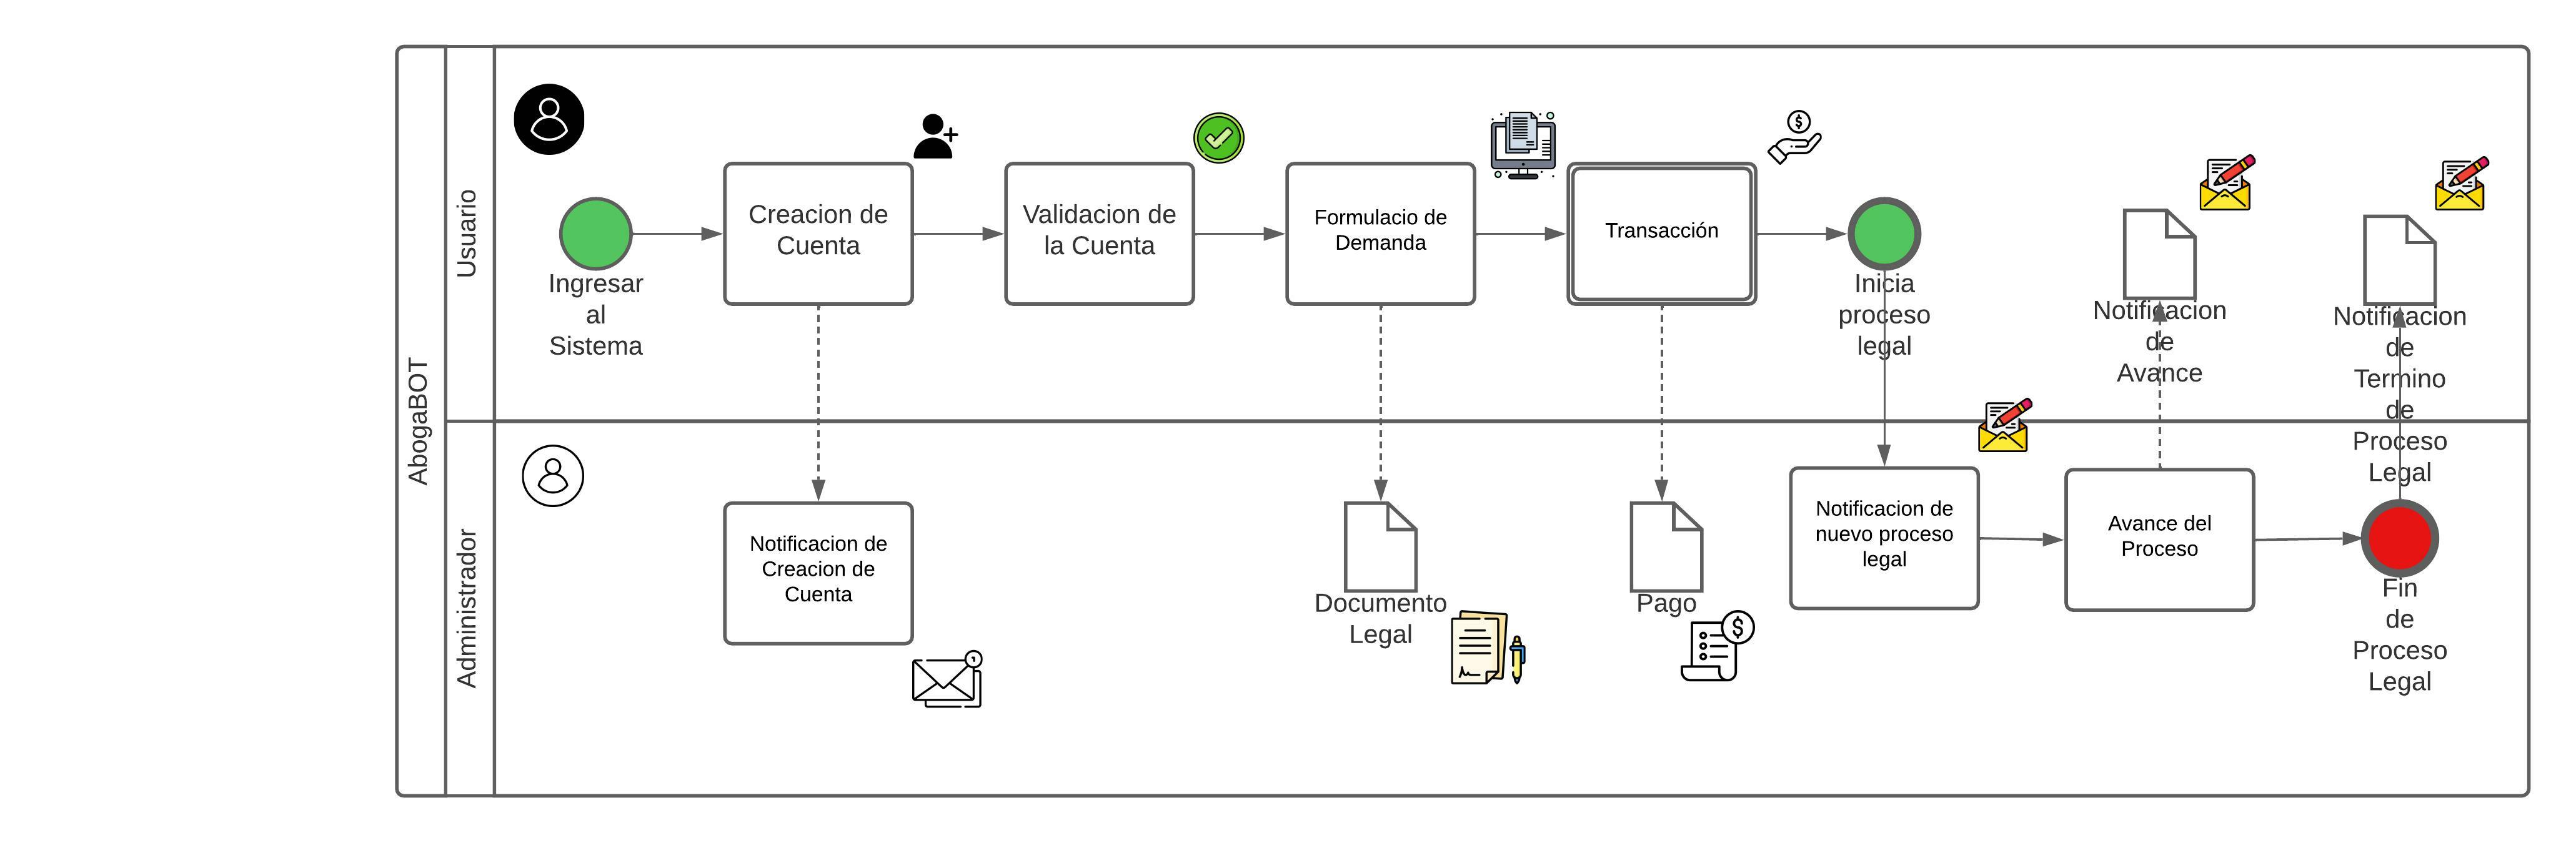 AbogaBOT
Usuario
Ingresar
al
Sistema
Creacion de
Cuenta
Validacion de
la Cuenta
Formulacio de
Demanda
Transacción
Inicia
proceso
legal
Notificacion
de
Avance
Notificacion
de
Termino
de
Proceso
Legal
Administrador
Notificacion de
Creacion de
Cuenta
Documento
Legal
Pago
Notificacion de
nuevo proceso
legal
Avance del
Proceso
Fin
de
Proceso
Legal